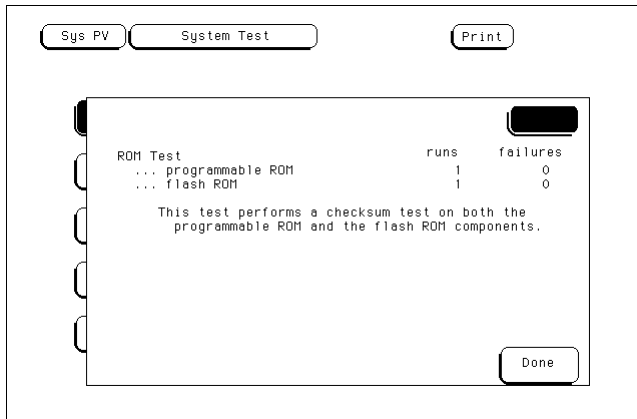 Sys PV System Test Print
ROM Test runs failures
... programmable ROM 1 0
... flash ROM 1 0
This test performs a checksum test on both the
programmable ROM and the flash ROM components.
Done